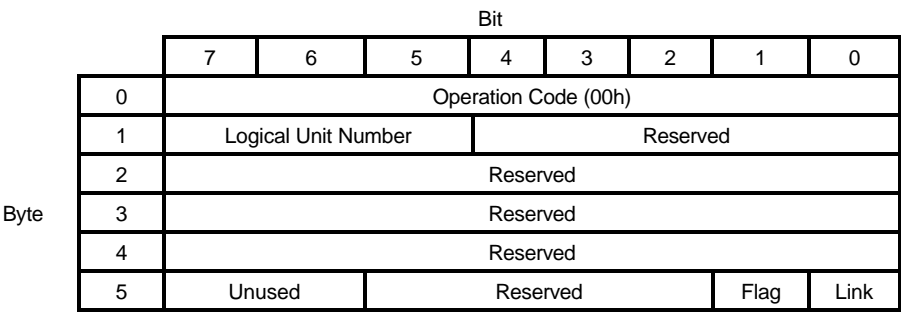 Bit
7 6 5 4 3 2 1 0
0 Operation Code (00h)
1 Logical Unit Number Reserved
2 Reserved
Byte 3 Reserved
4 Reserved
5 Unused Reserved Flag Link